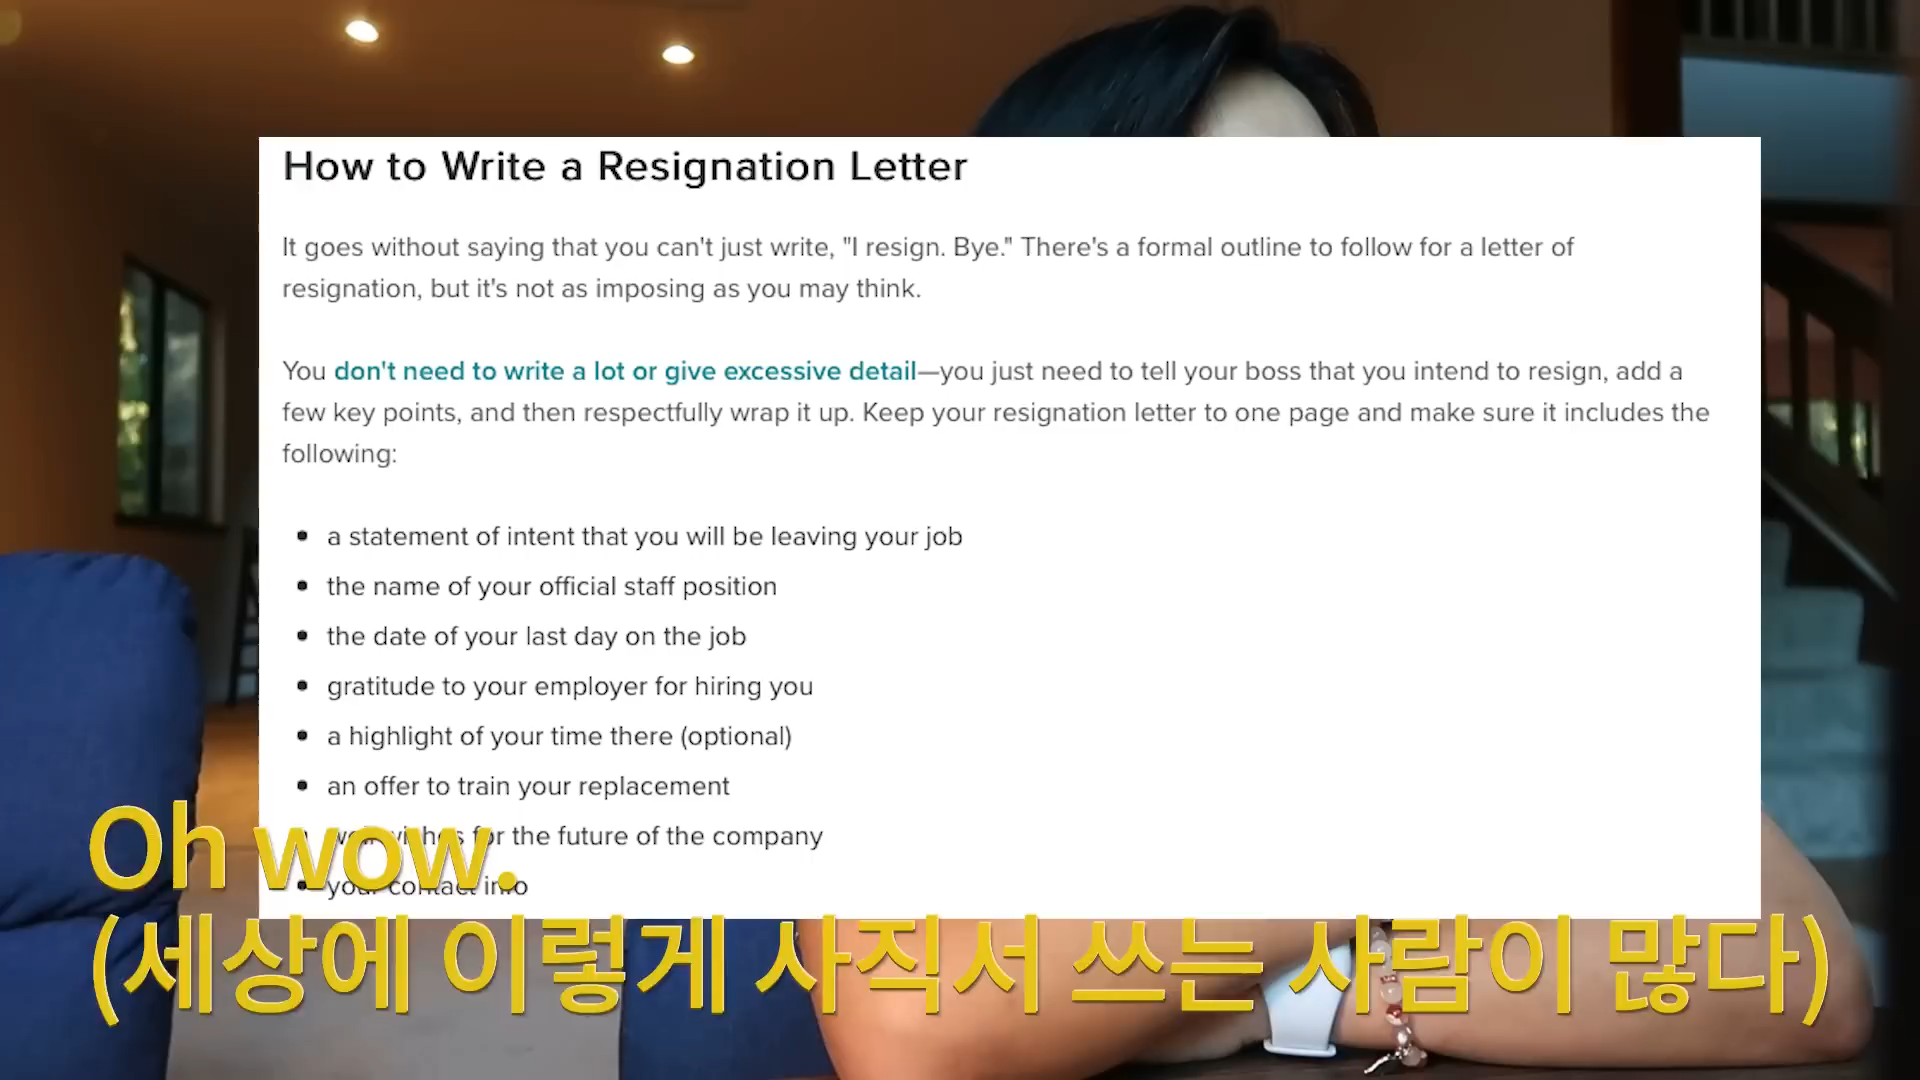 How to Write a Resignation Letter
It goes without saying that you can't just write, "I resign. Bye." There's a formal outline to follow for a letter of
resignation, but it's not as imposing as you may think.
You don't need to write a lot or give excessive detail—you just need to tell your boss that you intend to resign, add a
few key points, and then respectfully wrap it up. Keep your resignation letter to one page and make sure it includes the
following:
• a statement of intent that you will be leaving your job
• the name of your official staff position
• the date of your last day on the job
• gratitude to your employer for hiring you
• a highlight of your time there (optional)
• an offer to train your replacement
• well wishes for the future of the company
• your contact info
Oh wow.
(세상에 이렇게 사직서 쓰는 사람이 많다)